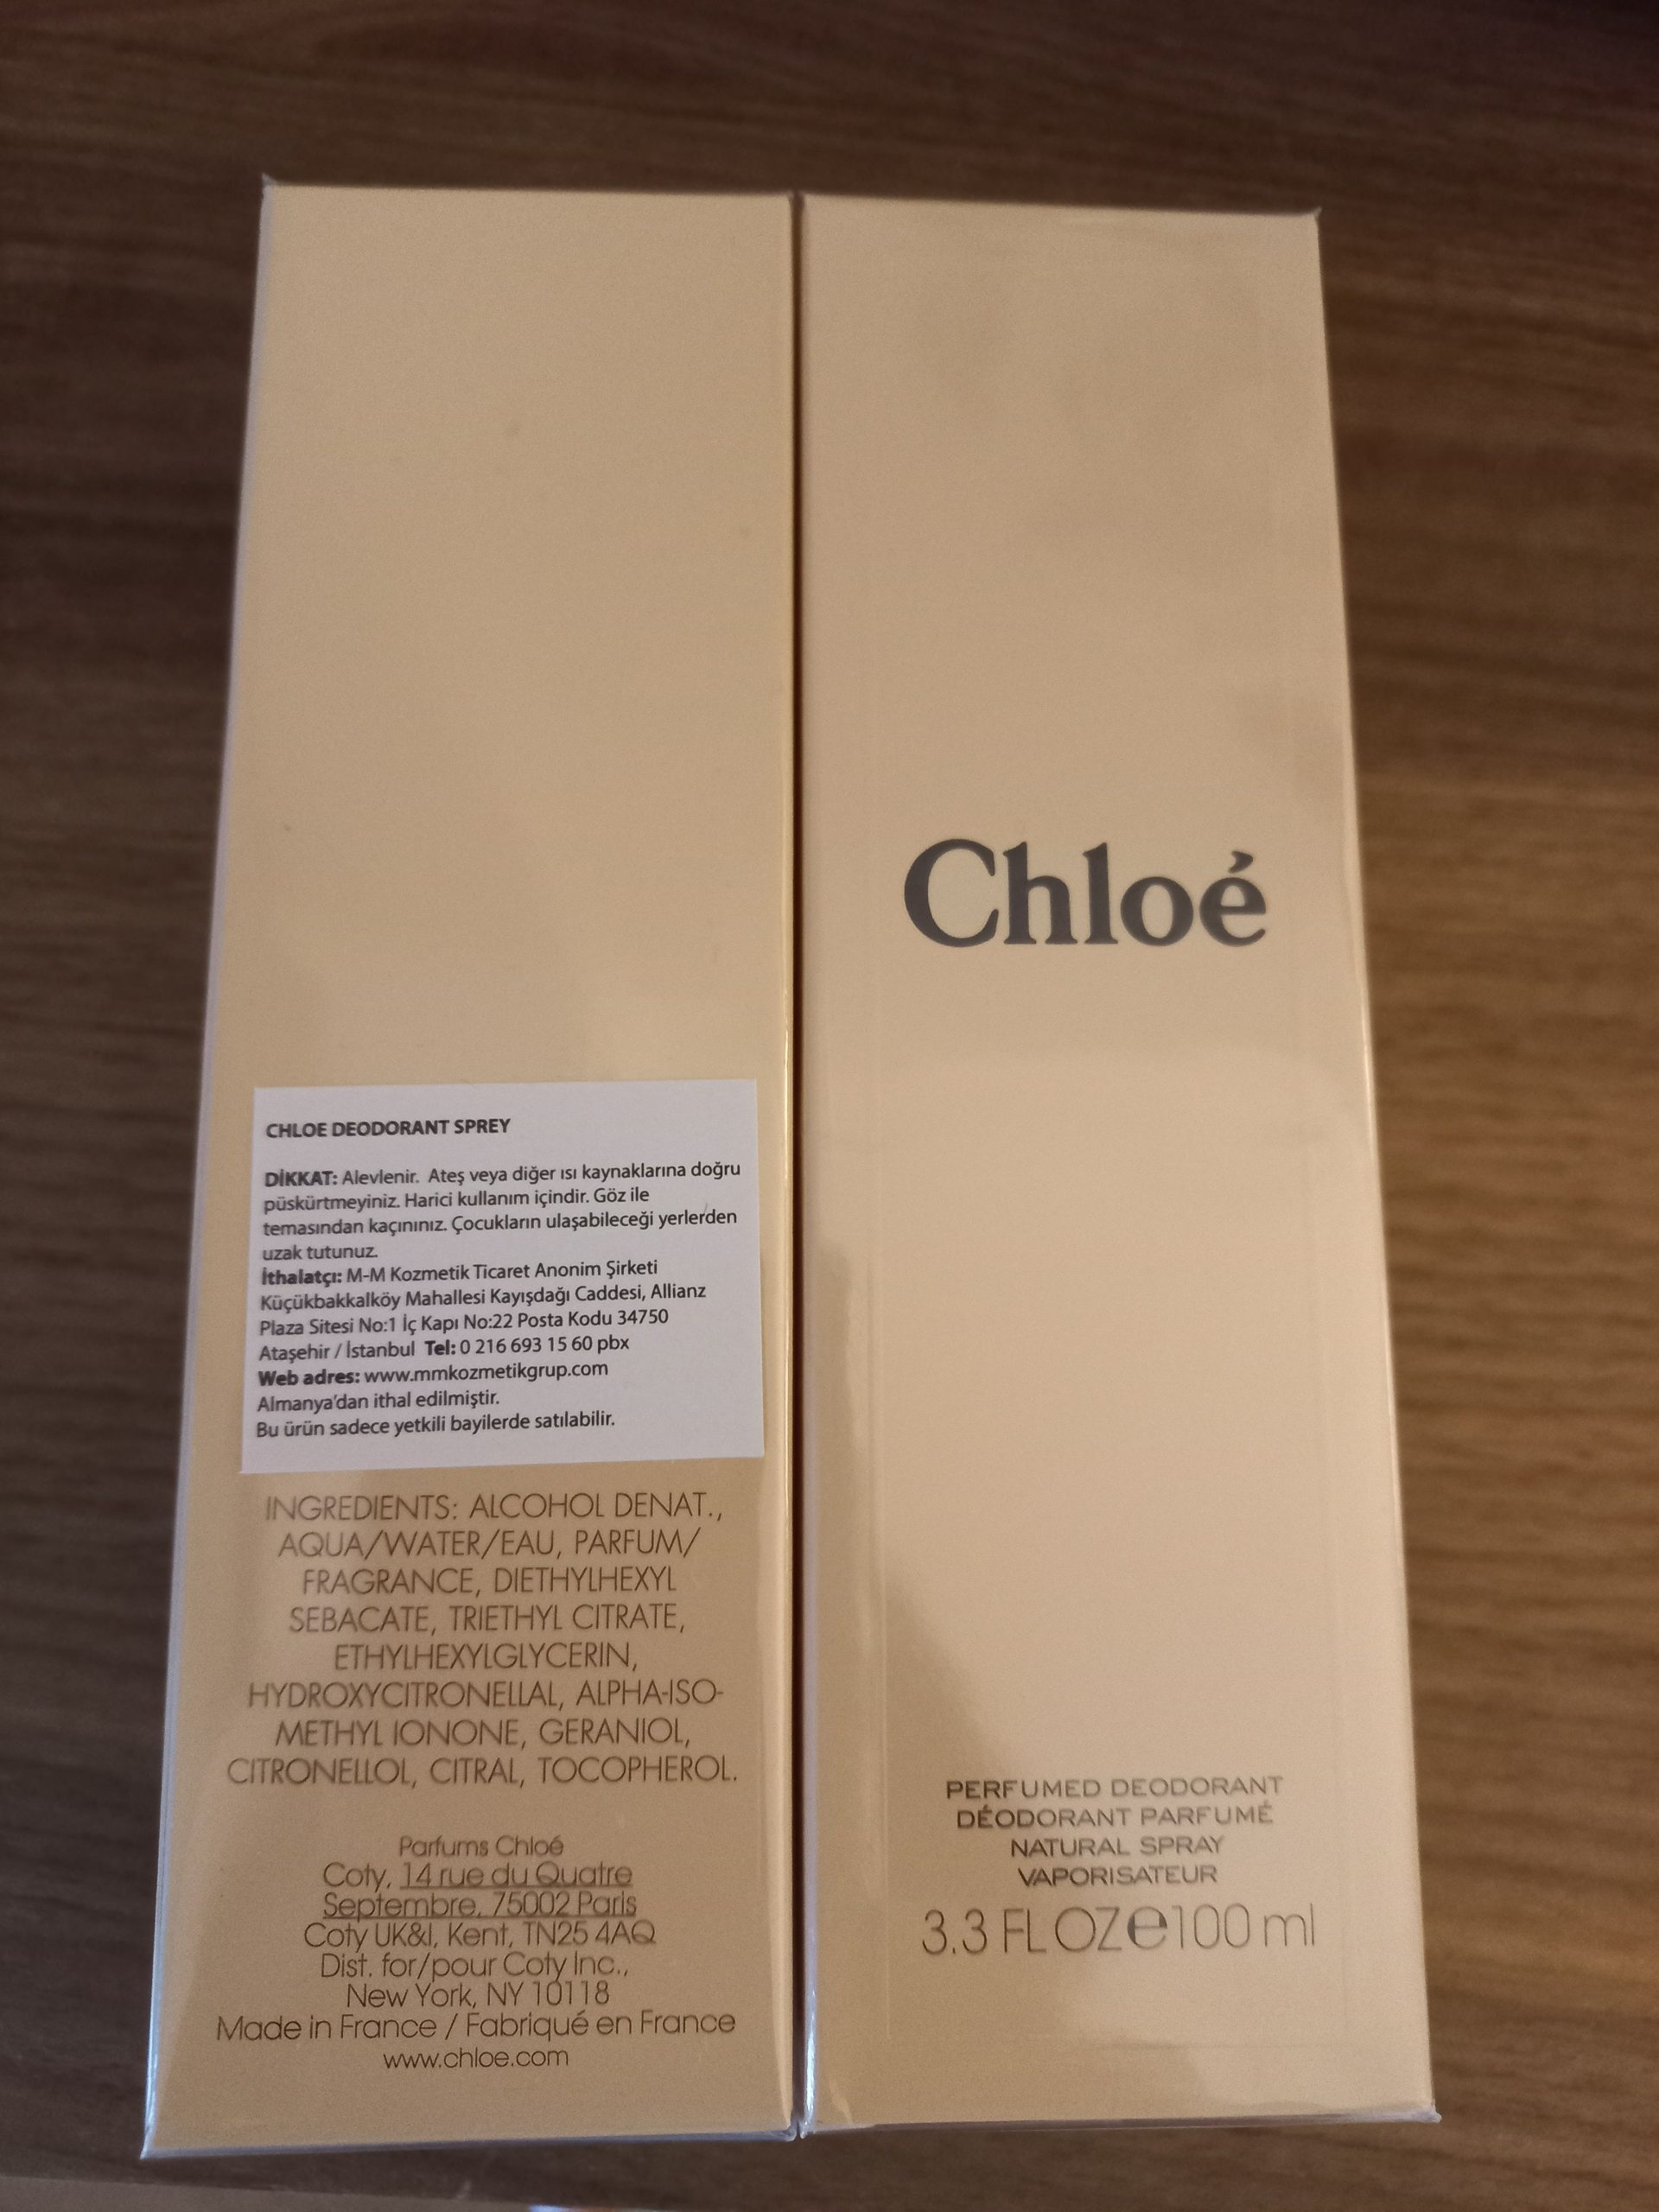 CHLOE DEODORANT SPREY
DİKKAT: Alevlenir. Ateş veya diğer ısı kaynaklarına doğru
püskürtmeyiniz. Harici kullanım içindir. Göz ile
temasından kaçınınız. Çocukların ulaşabileceği yerlerden
uzak tutunuz.
İthalatçı: M-M Kozmetik Ticaret Anonim Şirketi
Küçükbakkalköy Mahallesi Kayışdağı Caddesi, Allianz
Plaza Sitesi No:1 İç Kapı No:22 Posta Kodu 34750
Ataşehir / İstanbul Tel: 0 216 693 15 60 pbx
Web adres: www.mmkozmetikgrup.com
Almanya'dan ithal edilmiştir.
Bu ürün sadece yetkili bayilerde satılabilir.
INGREDIENTS: ALCOHOL DENAT.,
AQUA/WATER/EAU, PARFUM/
FRAGRANCE, DIETHYLHEXYL
SEBACATE, TRIETHYL CITRATE,
ETHYLHEXYLGLYCERIN,
HYDROXYCITRONELLAL, ALPHA-ISO-
METHYL IONONE, GERANIOL,
CITRONELLOL, CITRAL, TOCOPHEROL.
Parfums Chloé
Coty, 14 rue du Quatre
Septembre, 75002 Paris
Coty UK&I, Kent, TN25 4AQ
Dist. for/pour Coty Inc.,
New York, NY 10118
Made in France / Fabriqué en France
www.chloe.com
Chloé
PERFUMED DEODORANT
DÉODORANT PARFUMÉ
NATURAL SPRAY
VAPORISATEUR
3.3 FL OZ e 100 ml